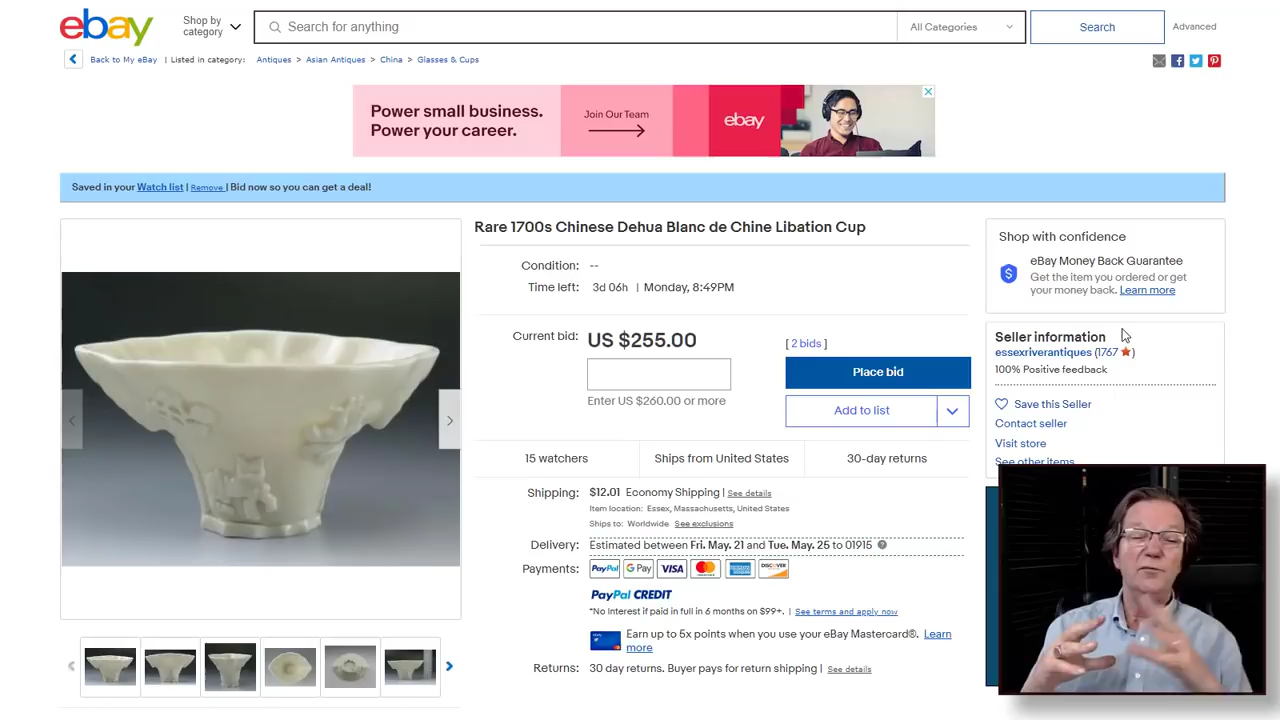 ebay
Shop by
category
Search for anything
All Categories
Search
Advanced
Back to My eBay | Listed in category: Antiques > Asian Antiques > China > Glasses & Cups
Power small business.
Power your career.
Join Our Team
ebay
Saved in your Watch list | Remove | Bid now so you can get a deal!
Rare 1700s Chinese Dehua Blanc de Chine Libation Cup
Condition: --
Time left: 3d 06h | Monday, 8:49PM
Current bid: US $255.00
[ 2 bids ]
Place bid
Enter US $260.00 or more
Add to list
15 watchers
Ships from United States
30-day returns
Shipping: $12.01 Economy Shipping | See details
Item location: Essex, Massachusetts, United States
Ships to: Worldwide See exclusions
Delivery: Estimated between Fri. May. 21 and Tue. May. 25 to 01915
Payments: PayPal G Pay VISA MasterCard AMERICAN EXPRESS DISCOVER
PayPal CREDIT
*No Interest if paid in full in 6 months on $99+. | See terms and apply now
Earn up to 5x points when you use your eBay Mastercard®. Learn
more
Returns: 30 day returns. Buyer pays for return shipping | See details
Shop with confidence
eBay Money Back Guarantee
Get the item you ordered or get
your money back. Learn more
Seller information
essexriverantiques (1767)
100% Positive feedback
Save this Seller
Contact seller
Visit store
See other items